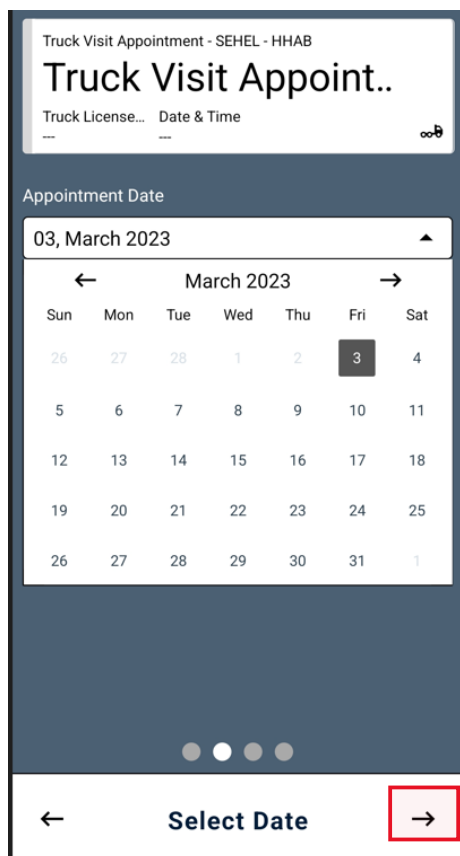 Truck Visit Appointment - SEHEL - HHAB
Truck Visit Appoint..
Truck License... Date & Time
--- ---
Appointment Date
03, March 2023
March 2023
Sun Mon Tue Wed Thu Fri Sat
26 27 28 1 2 3 4
5 6 7 8 9 10 11
12 13 14 15 16 17 18
19 20 21 22 23 24 25
26 27 28 29 30 31 1
Select Date